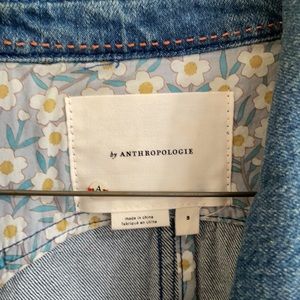 by ANTHROPOLOGIE
A
made in china
fabriqué en chine
S